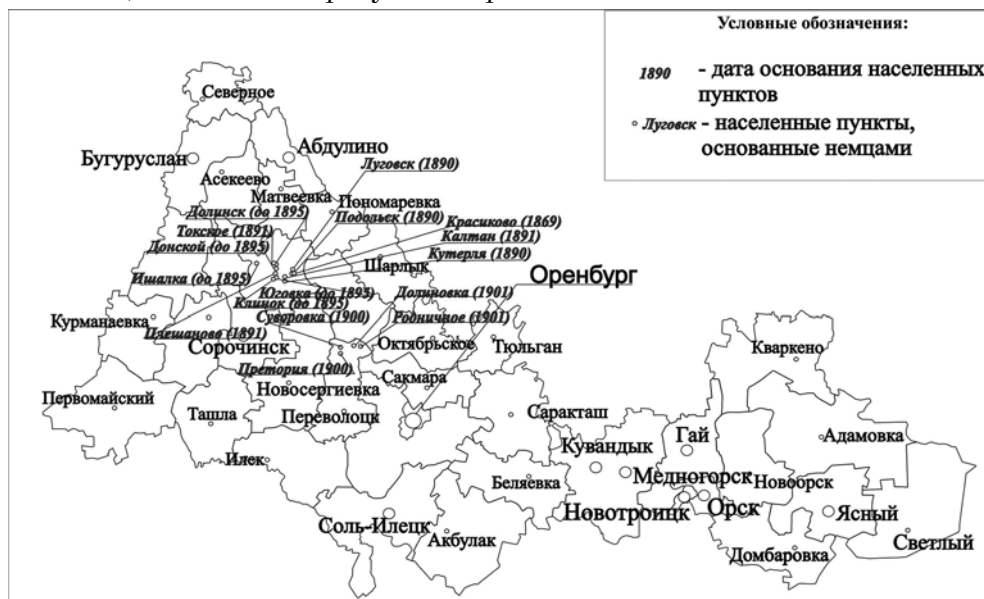 Условные обозначения:
1890 - дата основания населенных
пунктов
Луговск - населенные пункты,
основанные немцами
Северное
Бугуруслан
Абдулино
Асекеево
Луговск (1890)
Матвеевка
Пономаревка
Долинск (до 1895)
Подольск (1890)
Красиково (1869)
Токское (1891)
Калтан (1891)
Донской (до 1895)
Кутерля (1890)
Шарлык
Оренбург
Ишалка (до 1895)
Юговка (до 1895)
Долиновка (1901)
Клинок (до 1895)
Курманаевка
Суворовка (1900)
Родничное (1901)
Плешаново (1891)
Сорочинск
Октябрьское
Тюльган
Кваркено
Претория (1900)
Сакмара
Новосергиевка
Первомайский
Ташла
Переволоцк
Саракташ
Адамовка
Кувандык
Гай
Илек
Беляевка
Медногорск
Новоорск
Новотроицк
Орск
Ясный
Соль-Илецк
Акбулак
Светлый
Домбаровка